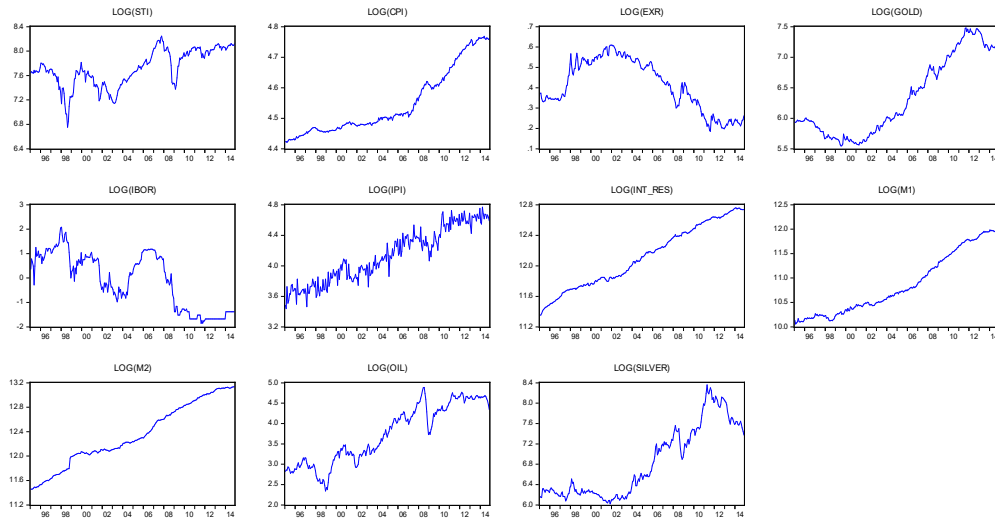 LOG(STI)
8.4
8.0
7.6
7.2
6.8
6.4
96 98 00 02 04 06 08 10 12 14
LOG(CPI)
4.8
4.7
4.6
4.5
4.4
96 98 00 02 04 06 08 10 12 14
LOG(EXR)
.7
.6
.5
.4
.3
.2
.1
96 98 00 02 04 06 08 10 12 14
LOG(GOLD)
7.5
7.0
6.5
6.0
5.5
96 98 00 02 04 06 08 10 12 14
LOG(IBOR)
3
2
1
0
-1
-2
96 98 00 02 04 06 08 10 12 14
LOG(IPI)
4.8
4.4
4.0
3.6
3.2
96 98 00 02 04 06 08 10 12 14
LOG(INT_RES)
12.8
12.4
12.0
11.6
11.2
96 98 00 02 04 06 08 10 12 14
LOG(M1)
12.5
12.0
11.5
11.0
10.5
10.0
96 98 00 02 04 06 08 10 12 14
LOG(M2)
13.2
12.8
12.4
12.0
11.6
11.2
96 98 00 02 04 06 08 10 12 14
LOG(OIL)
5.0
4.5
4.0
3.5
3.0
2.5
2.0
96 98 00 02 04 06 08 10 12 14
LOG(SILVER)
8.4
8.0
7.6
7.2
6.8
6.4
6.0
96 98 00 02 04 06 08 10 12 14